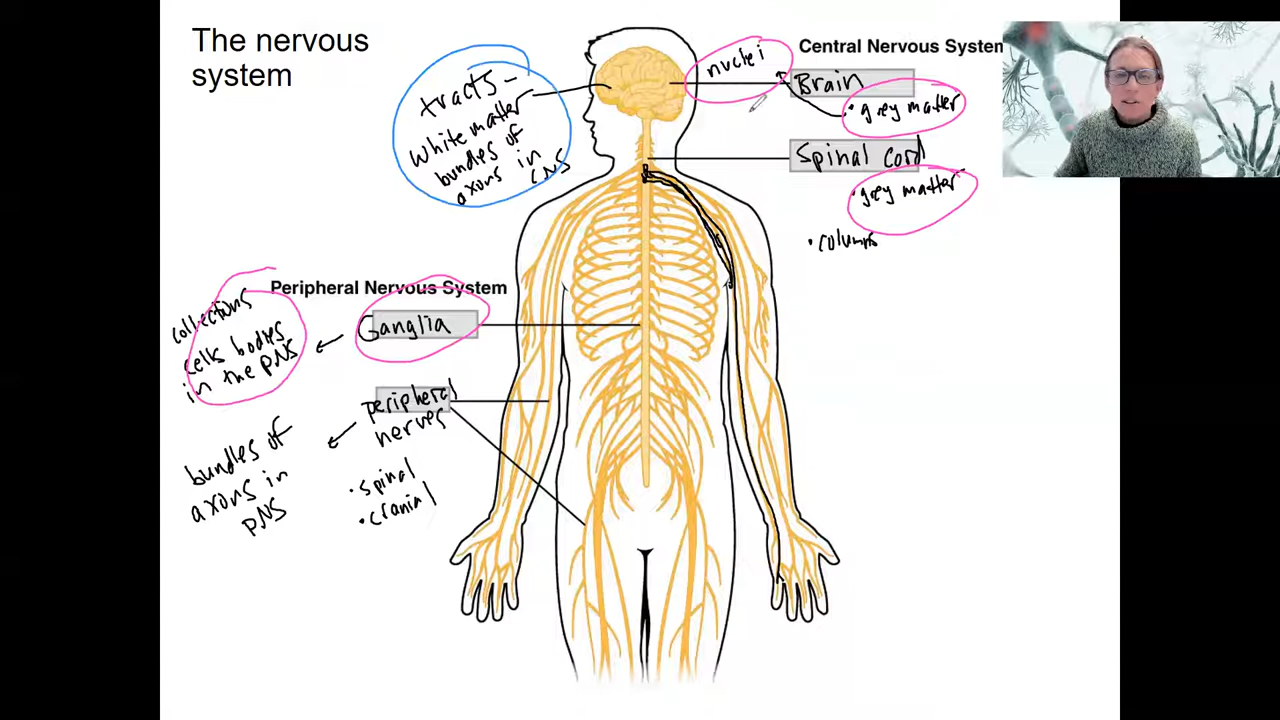 The nervous
system
tracts -
white matter
bundles of
axons in
CNS
nuclei
Central Nervous System
Brain
• grey matter
Spinal cord
• grey matter
• columns
Peripheral Nervous System
Ganglia
collections
cells bodies
in the PNS
peripheral
nerves
• spinal
• cranial
bundles of
axons in
PNS